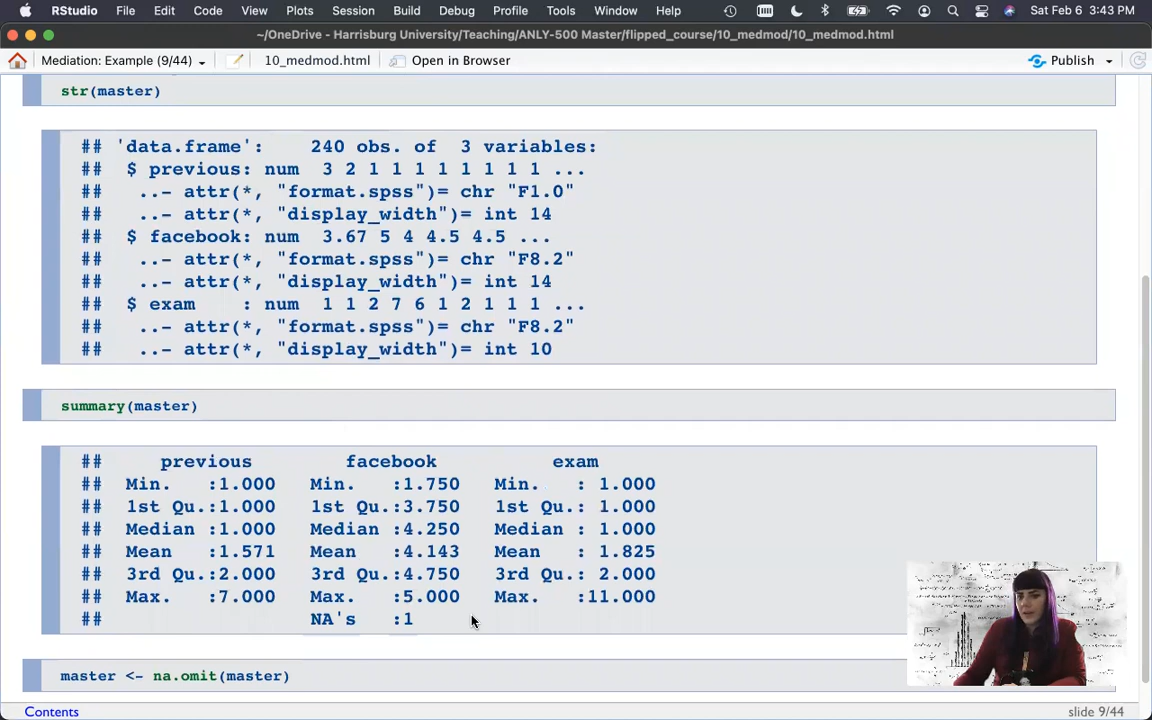 RStudio File Edit Code View Plots Session Build Debug Profile Tools Window Help Sat Feb 6 3:43 PM
~/OneDrive - Harrisburg University/Teaching/ANLY-500 Master/flipped_course/10_medmod/10_medmod.html
Mediation: Example (9/44) 10_medmod.html Open in Browser Publish
str(master)
## 'data.frame': 240 obs. of 3 variables:
## $ previous: num 3 2 1 1 1 1 1 1 1 1 ...
## ..- attr(*, "format.spss")= chr "F1.0"
## ..- attr(*, "display_width")= int 14
## $ facebook: num 3.67 5 4 4.5 4.5 ...
## ..- attr(*, "format.spss")= chr "F8.2"
## ..- attr(*, "display_width")= int 14
## $ exam : num 1 1 2 7 6 1 2 1 1 1 ...
## ..- attr(*, "format.spss")= chr "F8.2"
## ..- attr(*, "display_width")= int 10
summary(master)
## previous facebook exam
## Min. :1.000 Min. :1.750 Min. : 1.000
## 1st Qu.:1.000 1st Qu.:3.750 1st Qu.: 1.000
## Median :1.000 Median :4.250 Median : 1.000
## Mean :1.571 Mean :4.143 Mean : 1.825
## 3rd Qu.:2.000 3rd Qu.:4.750 3rd Qu.: 2.000
## Max. :7.000 Max. :5.000 Max. :11.000
## NA's :1
master <- na.omit(master)
Contents slide 9/44